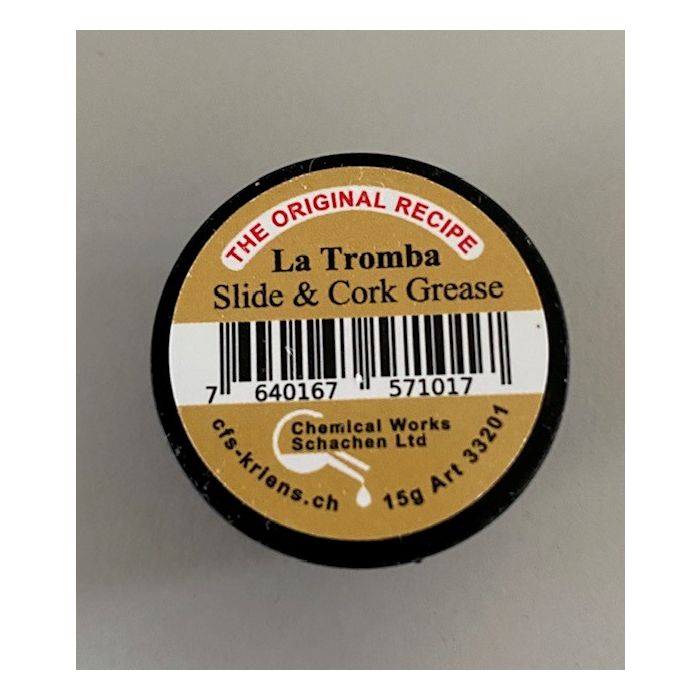 THE ORIGINAL RECIPE
La Tromba
Slide & Cork Grease
7 640167 571017
Chemical Works
Schachen Ltd
cfs-kriens.ch
15g Art 33201